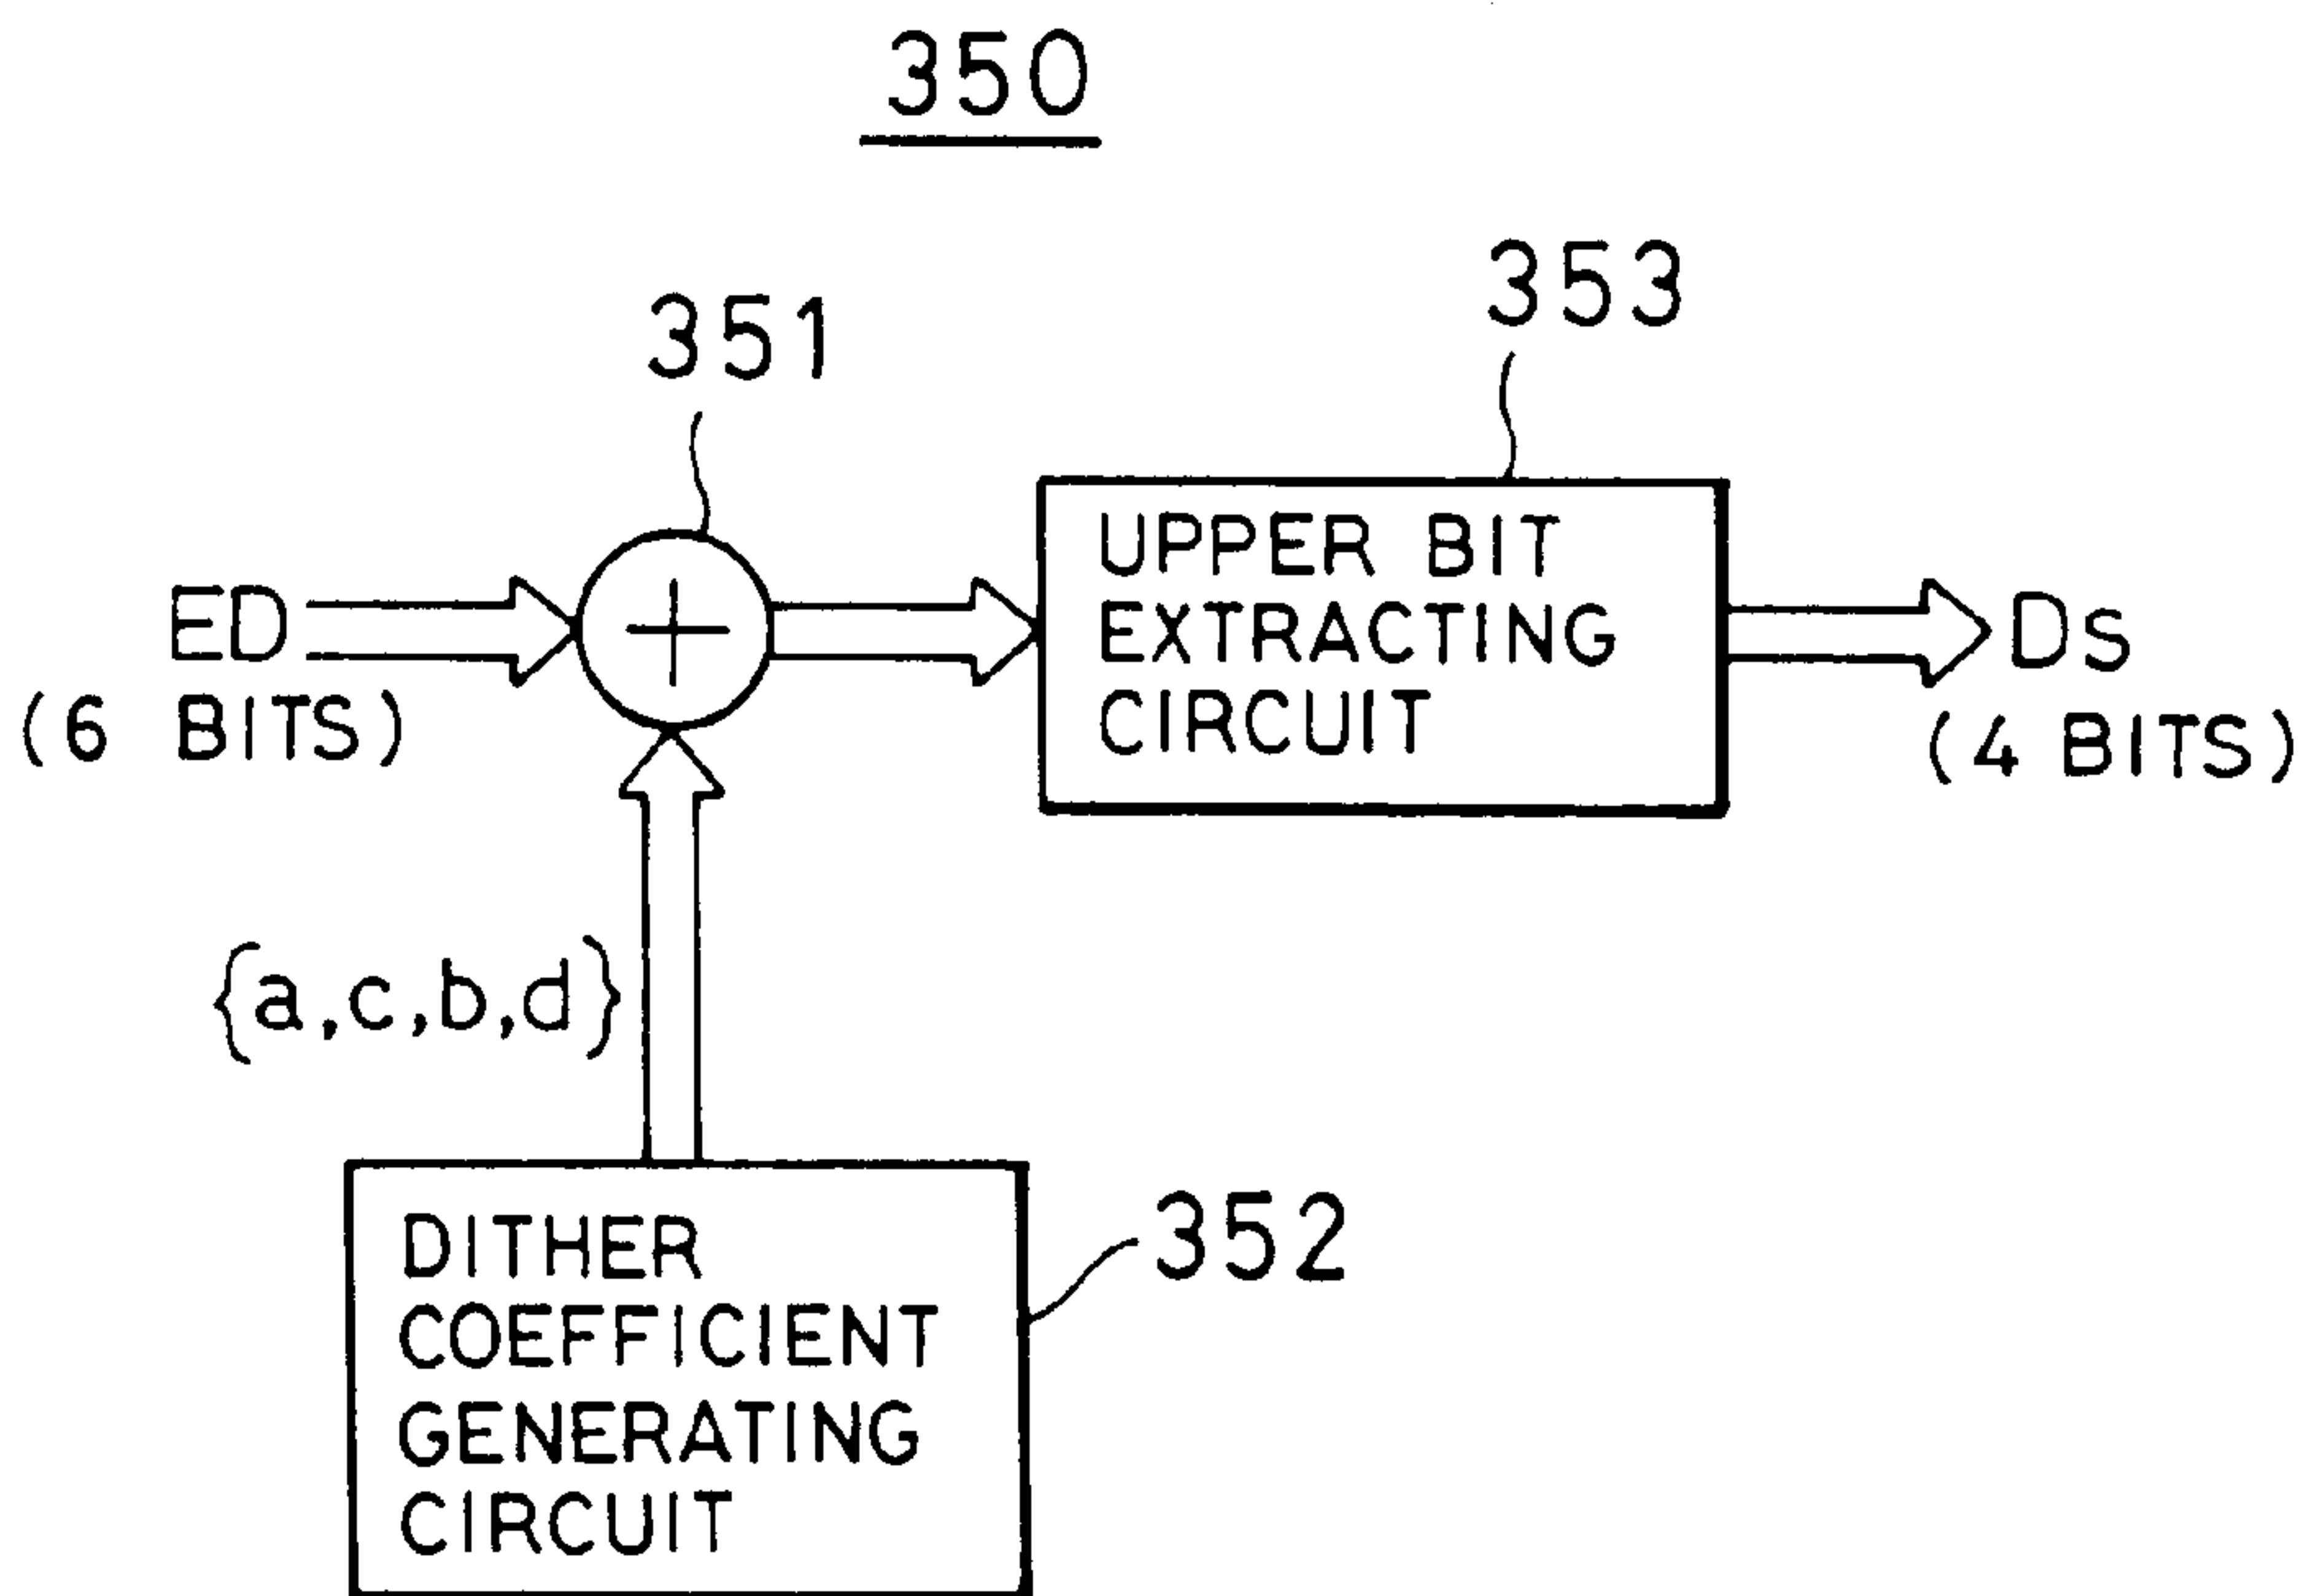 350
351
353
UPPER BIT
EXTRACTING
CIRCUIT
ED
(6 BITS)
Ds
(4 BITS)
{a,c,b,d}
DITHER
COEFFICIENT
GENERATING
CIRCUIT
352